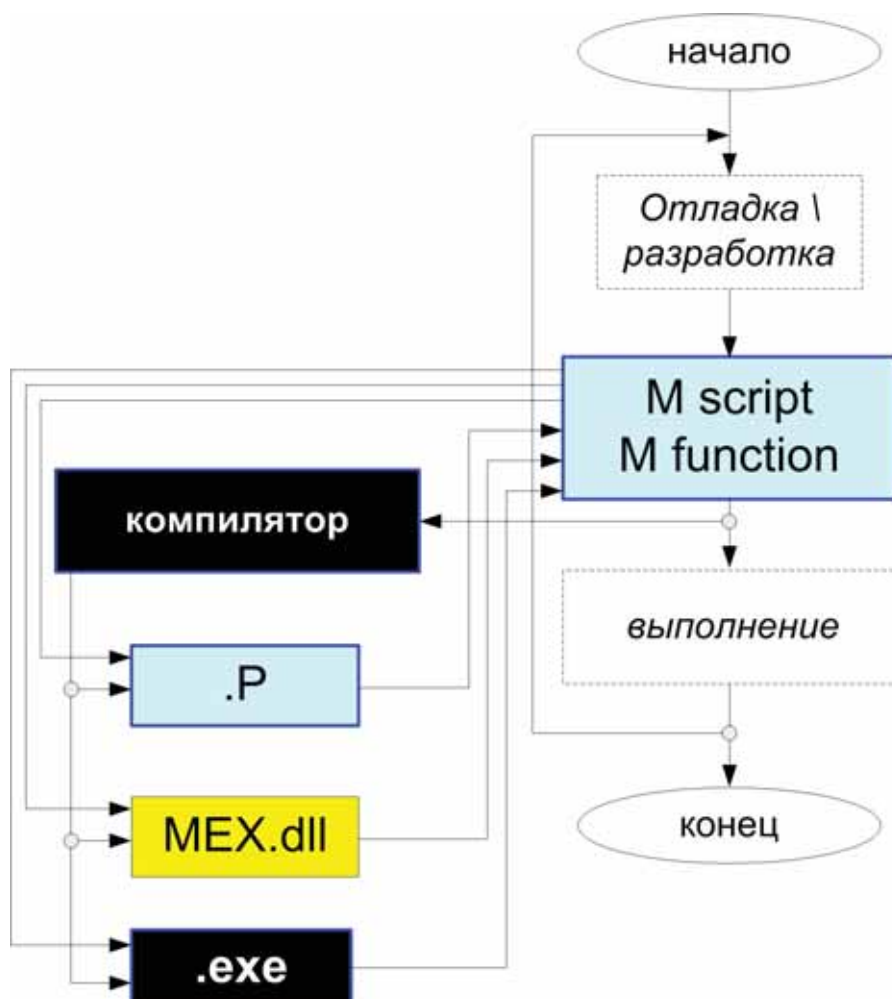 начало
Отладка \
разработка
M script
M function
компилятор
выполнение
.P
MEX.dll
конец
.exe